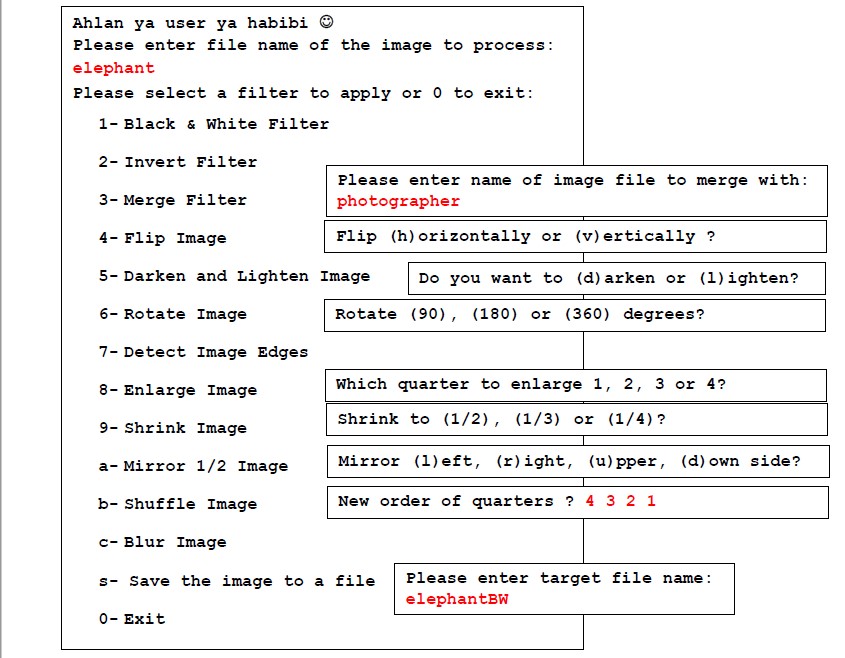 Ahlan ya user ya habibi ☺
Please enter file name of the image to process:
elephant
Please select a filter to apply or 0 to exit:
1- Black & White Filter
2- Invert Filter
3- Merge Filter
Please enter name of image file to merge with:
photographer
4- Flip Image
Flip (h)orizontally or (v)ertically ?
5- Darken and Lighten Image
Do you want to (d)arken or (l)ighten?
6- Rotate Image
Rotate (90), (180) or (360) degrees?
7- Detect Image Edges
8- Enlarge Image
Which quarter to enlarge 1, 2, 3 or 4?
9- Shrink Image
Shrink to (1/2), (1/3) or (1/4)?
a- Mirror 1/2 Image
Mirror (l)eft, (r)ight, (u)pper, (d)own side?
b- Shuffle Image
New order of quarters ? 4 3 2 1
c- Blur Image
s- Save the image to a file
Please enter target file name:
elephantBW
0- Exit